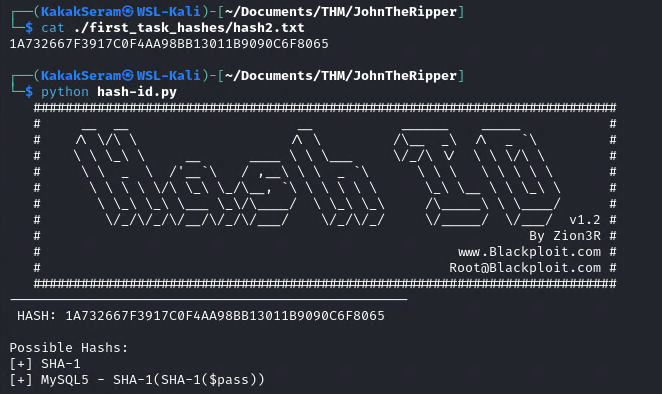 ┌──(KakakSeram㉿WSL-Kali)-[~/Documents/THM/JohnTheRipper]
└─$ cat ./first_task_hashes/hash2.txt
1A732667F3917C0F4AA98BB13011B9090C6F8065
┌──(KakakSeram㉿WSL-Kali)-[~/Documents/THM/JohnTheRipper]
└─$ python hash-id.py
v1.2 #
# By Zion3R #
# www.Blackploit.com #
# Root@Blackploit.com #
HASH: 1A732667F3917C0F4AA98BB13011B9090C6F8065
Possible Hashs:
[+] SHA-1
[+] MySQL5 - SHA-1(SHA-1($pass))